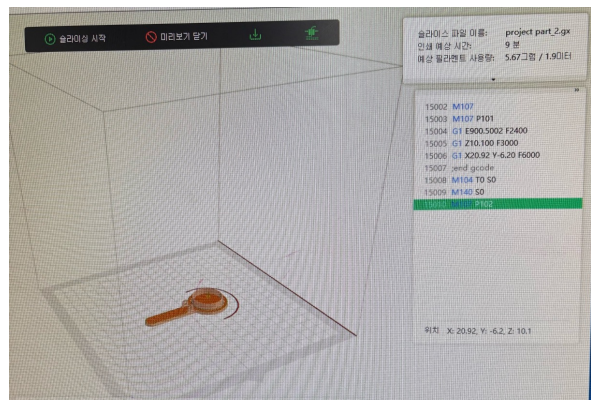 슬라이싱 시작
미리보기 닫기
슬라이스 파일 이름: project part_2.gx
인쇄 예상 시간: 9 분
예상 필라멘트 사용량: 5.67그램 / 1.9미터
15002 M107
15003 M107 P101
15004 G1 E900.5002 F2400
15005 G1 Z10.100 F3000
15006 G1 X20.92 Y-6.20 F6000
15007 ;end gcode
15008 M104 T0 S0
15009 M140 S0
15010 P102
위치 X: 20.92, Y: -6.2, Z: 10.1